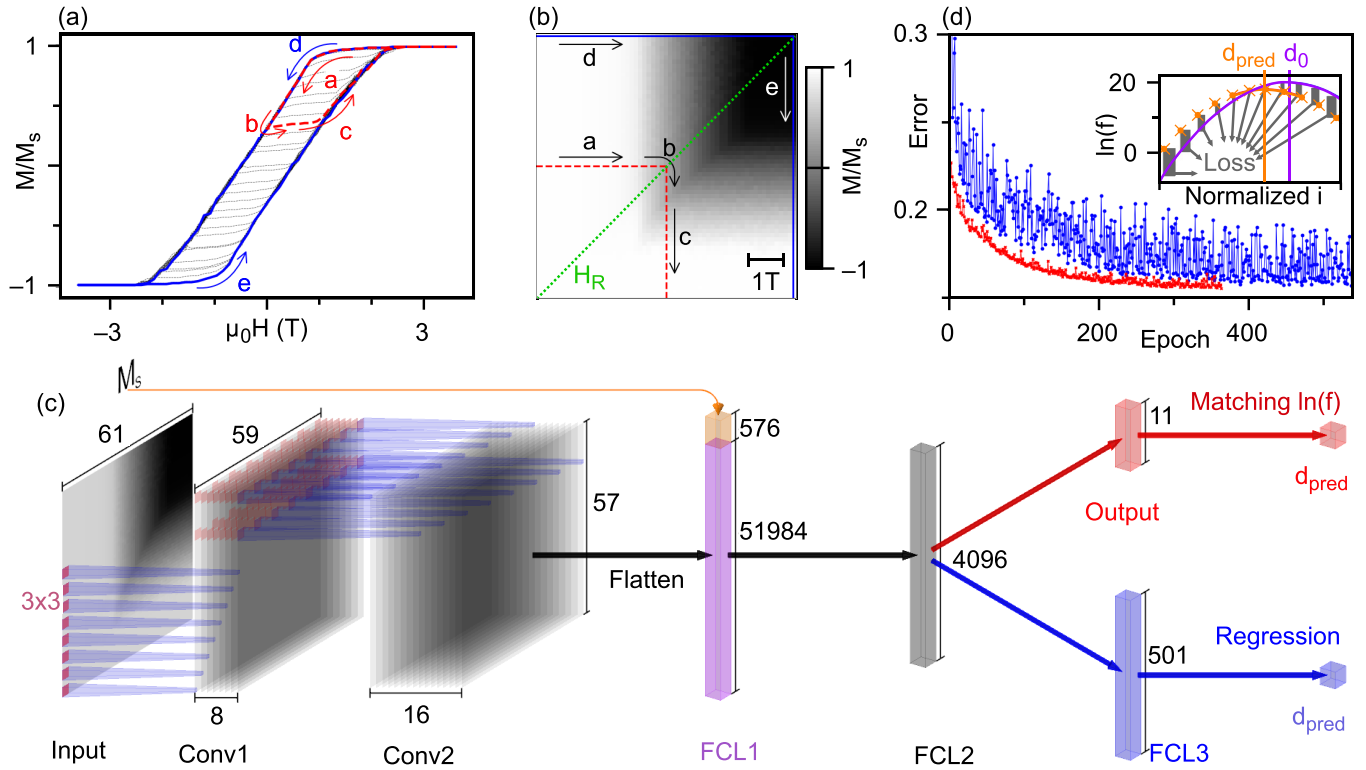 (a)
1
d
a
b
c
M/Ms
e
–1
–3
μ0H (T)
3
(b)
d
1
e
a
b
M/Ms
c
HR
1T
–1
(d)
0.3
dpred d0
20
ln(f)
0
Loss
Normalized i
Error
0.2
0
200
400
Epoch
(c)
Ms
61
59
576
11
Matching ln(f)
dpred
57
Output
51984
Flatten
4096
3x3
Regression
501
dpred
8
16
Input
Conv1
Conv2
FCL1
FCL2
FCL3